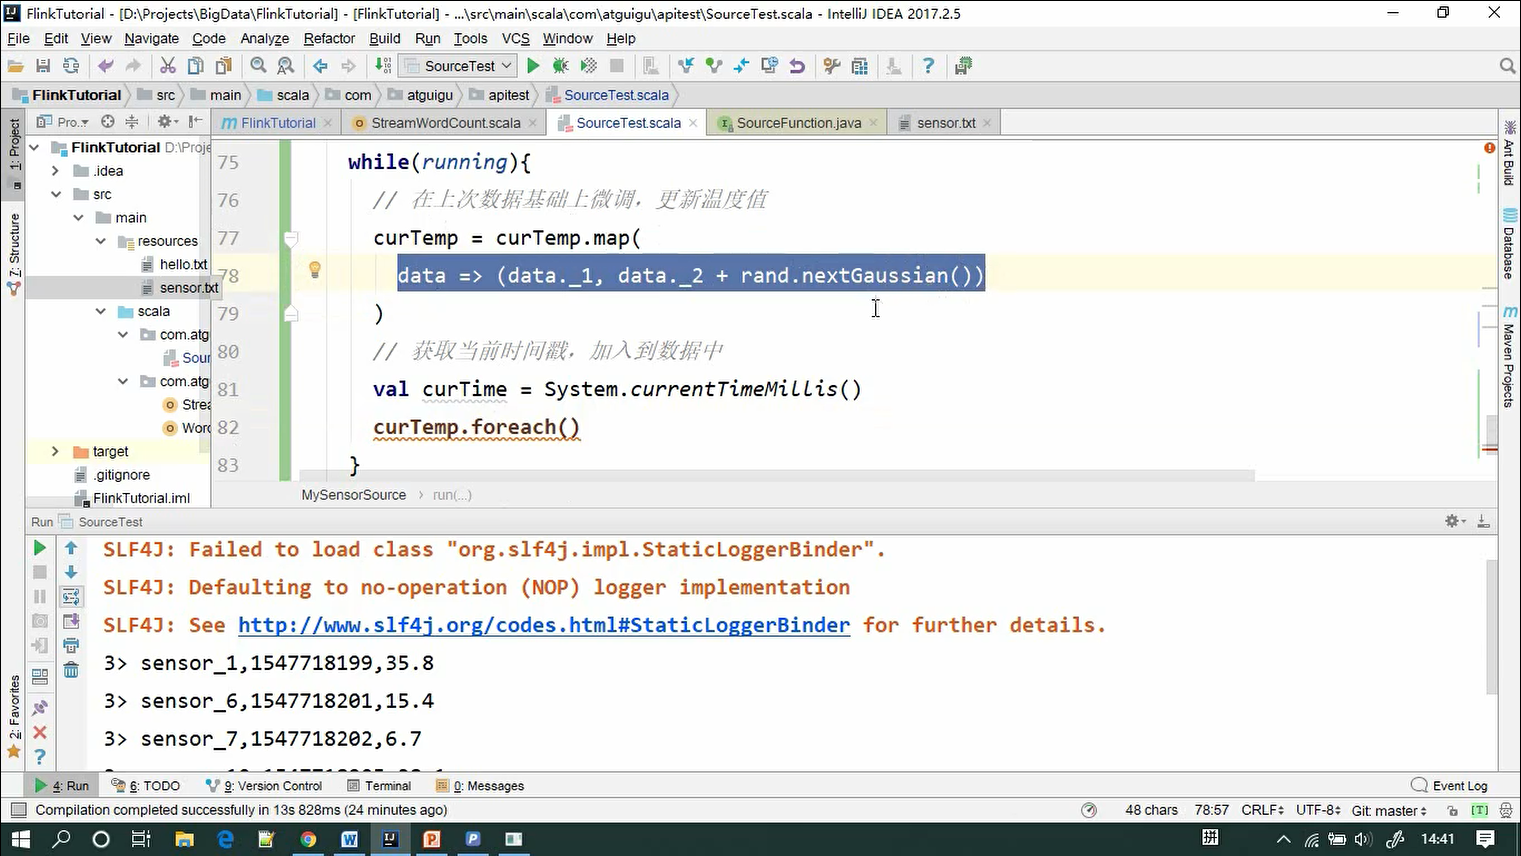 FlinkTutorial - [D:\Projects\BigData\FlinkTutorial] - [FlinkTutorial] - ...\src\main\scala\com\atguigu\apitest\SourceTest.scala - IntelliJ IDEA 2017.2.5
File Edit View Navigate Code Analyze Refactor Build Run Tools VCS Window Help
SourceTest
FlinkTutorial src main scala com atguigu apitest SourceTest.scala
1: Project
7: Structure
2: Favorites
Pro..
FlinkTutorial
StreamWordCount.scala
SourceTest.scala
SourceFunction.java
sensor.txt
FlinkTutorial D:\Proje
.idea
src
main
resources
hello.txt
sensor.txt
scala
com.atgu
Sour
com.atgu
Strea
Word
target
.gitignore
FlinkTutorial.iml
75 while(running){
76 // 在上次数据基础上微调，更新温度值
77 curTemp = curTemp.map(
78 data => (data._1, data._2 + rand.nextGaussian())
79 )
80 // 获取当前时间戳，加入到数据中
81 val curTime = System.currentTimeMillis()
82 curTemp.foreach()
83 }
MySensorSource › run(...)
Ant Build
Database
Maven Projects
Run SourceTest
SLF4J: Failed to load class "org.slf4j.impl.StaticLoggerBinder".
SLF4J: Defaulting to no-operation (NOP) logger implementation
SLF4J: See http://www.slf4j.org/codes.html#StaticLoggerBinder for further details.
3> sensor_1,1547718199,35.8
3> sensor_6,1547718201,15.4
3> sensor_7,1547718202,6.7
4: Run 6: TODO 9: Version Control Terminal 0: Messages Event Log
Compilation completed successfully in 13s 828ms (24 minutes ago) 48 chars 78:57 CRLF UTF-8 Git: master [T]
拼 14:41